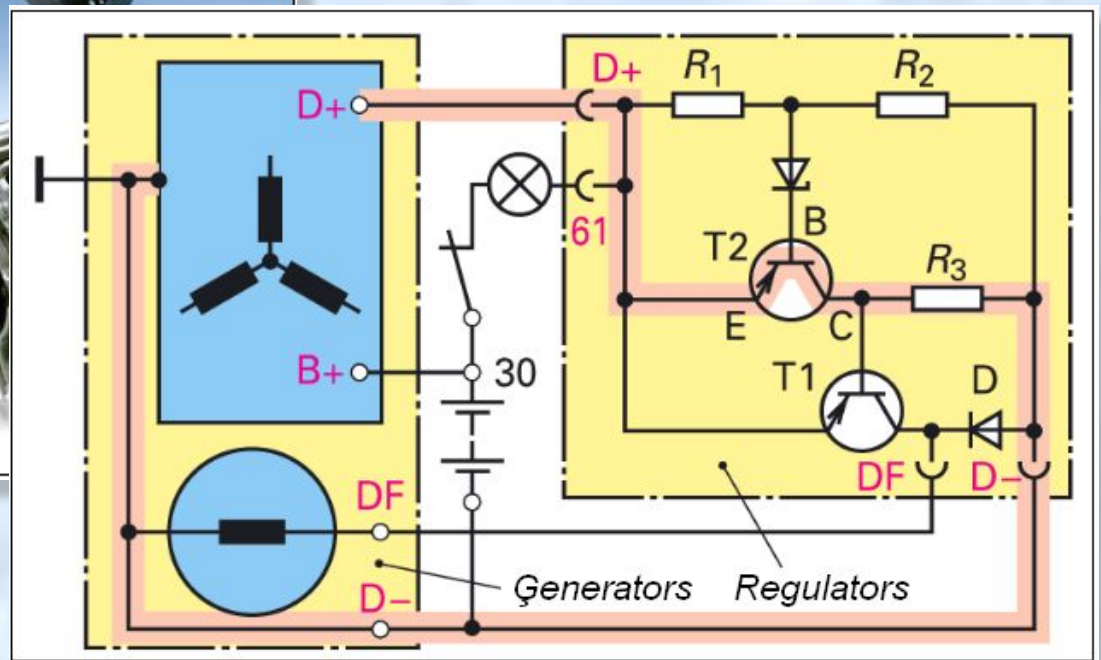 D+ R1 R2
D+
61
B
T2 R3
E C
B+ 30
T1 D
DF D–
DF
Ģenerators Regulators
D–